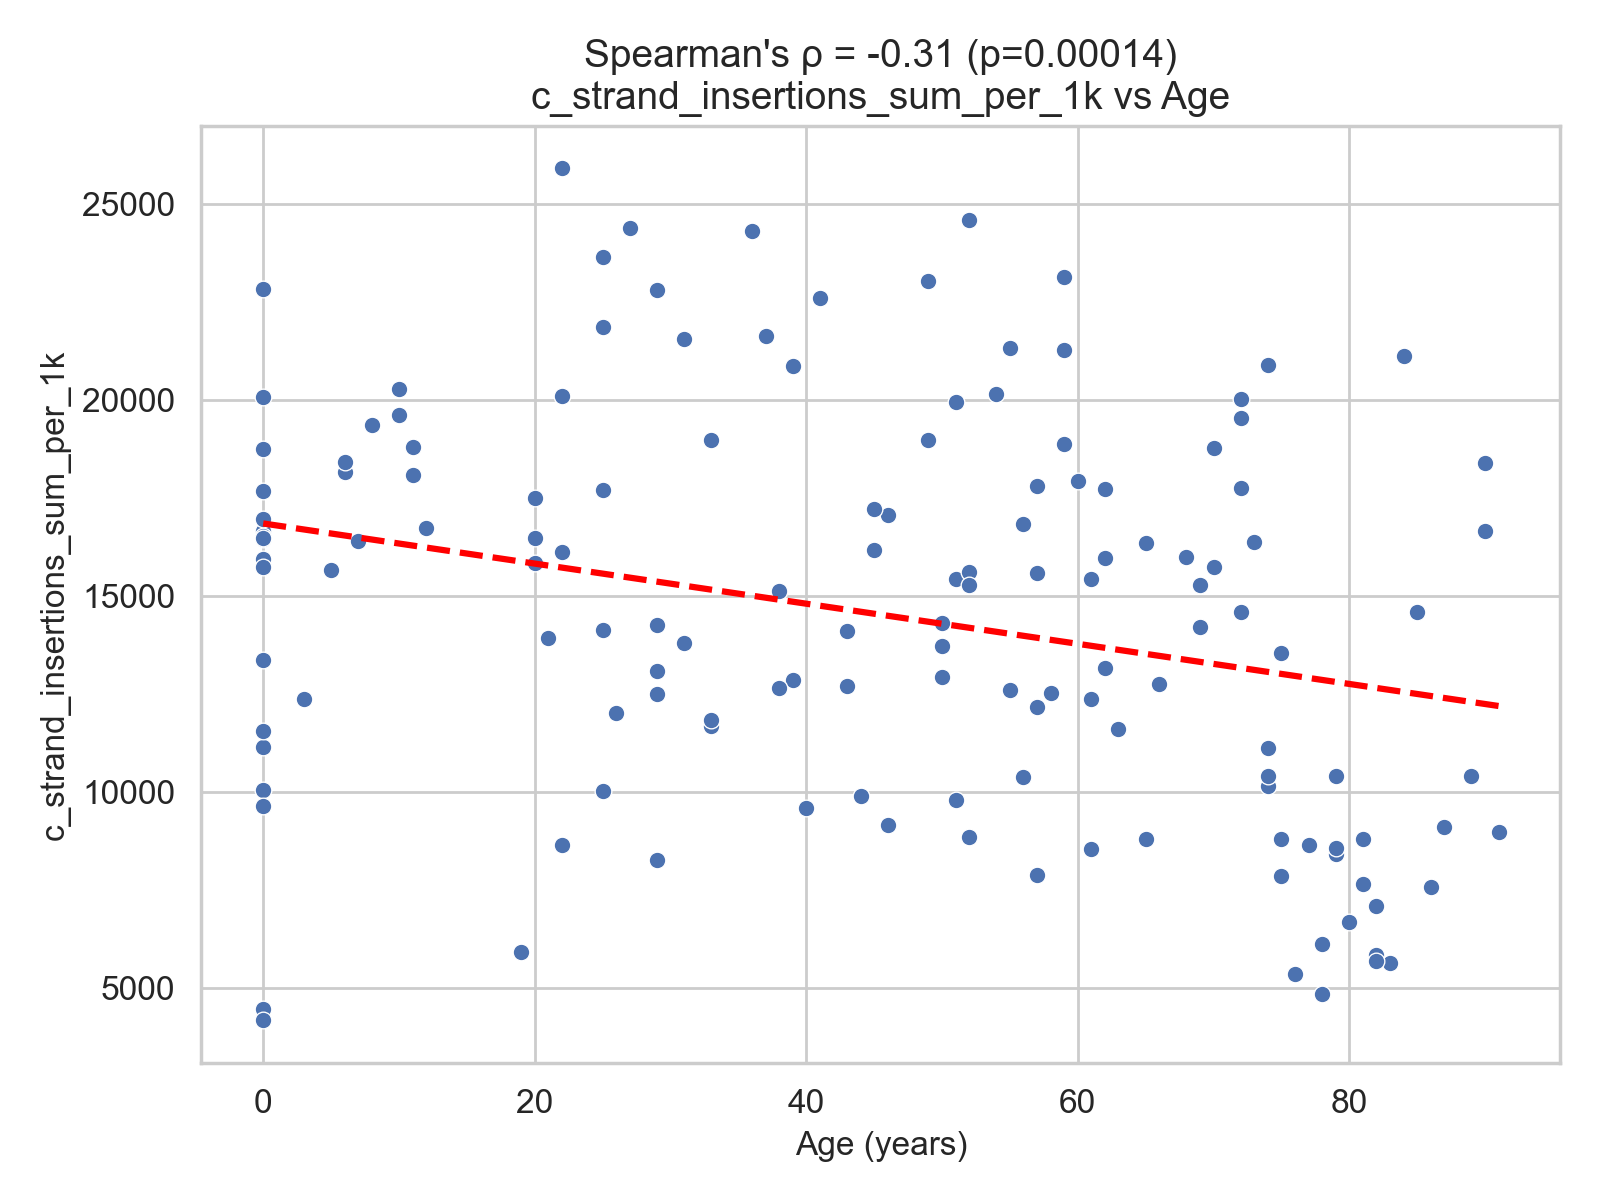 Spearman's ρ = -0.31 (p=0.00014)
c_strand_insertions_sum_per_1k vs Age
c_strand_insertions_sum_per_1k
25000
20000
15000
10000
5000
0
20
40
60
80
Age (years)